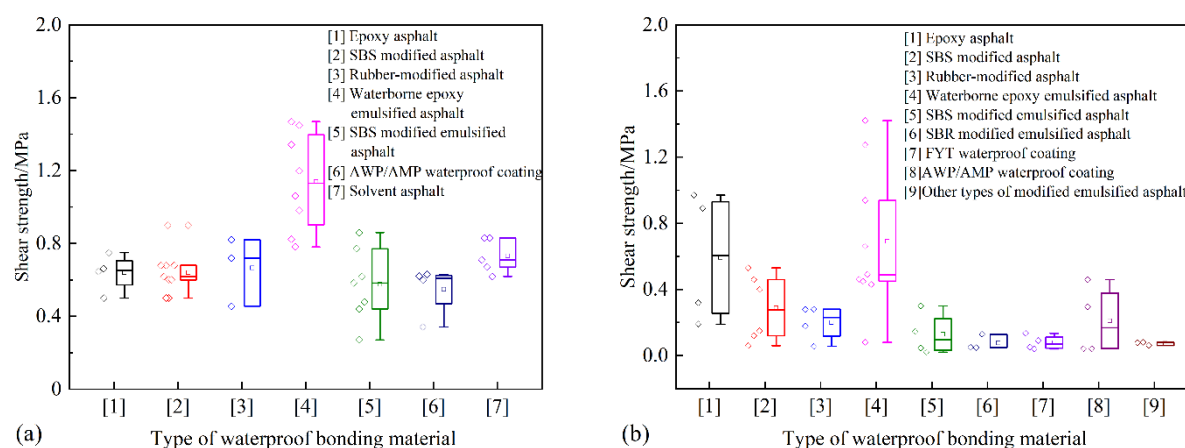 2.0
1.6
1.2
0.8
0.4
0
Shear strength/MPa
[1] Epoxy asphalt
[2] SBS modified asphalt
[3] Rubber-modified asphalt
[4] Waterborne epoxy
emulsified asphalt
[5] SBS modified emulsified
asphalt
[6] AWP/AMP waterproof coating
[7] Solvent asphalt
[1] [2] [3] [4] [5] [6] [7]
(a)
Type of waterproof bonding material
2.0
1.6
1.2
0.8
0.4
0.0
Shear strength/MPa
[1] Epoxy asphalt
[2] SBS modified asphalt
[3] Rubber-modified asphalt
[4] Waterborne epoxy emulsified asphalt
[5] SBS modified emulsified asphalt
[6] SBR modified emulsified asphalt
[7] FYT waterproof coating
[8]AWP/AMP waterproof coating
[9]Other types of modified emulsified asphalt
[1] [2] [3] [4] [5] [6] [7] [8] [9]
(b)
Type of waterproof bonding material